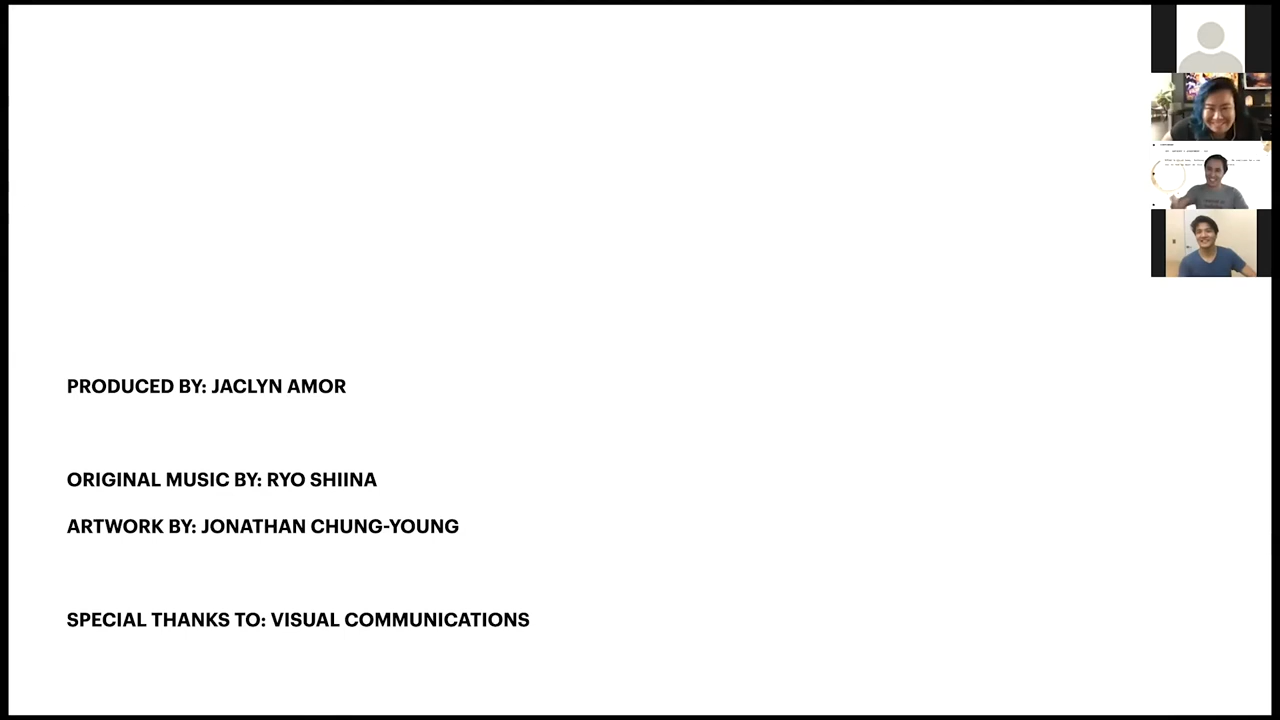 PRODUCED BY: JACLYN AMOR
ORIGINAL MUSIC BY: RYO SHIINA
ARTWORK BY: JONATHAN CHUNG-YOUNG
SPECIAL THANKS TO: VISUAL COMMUNICATIONS